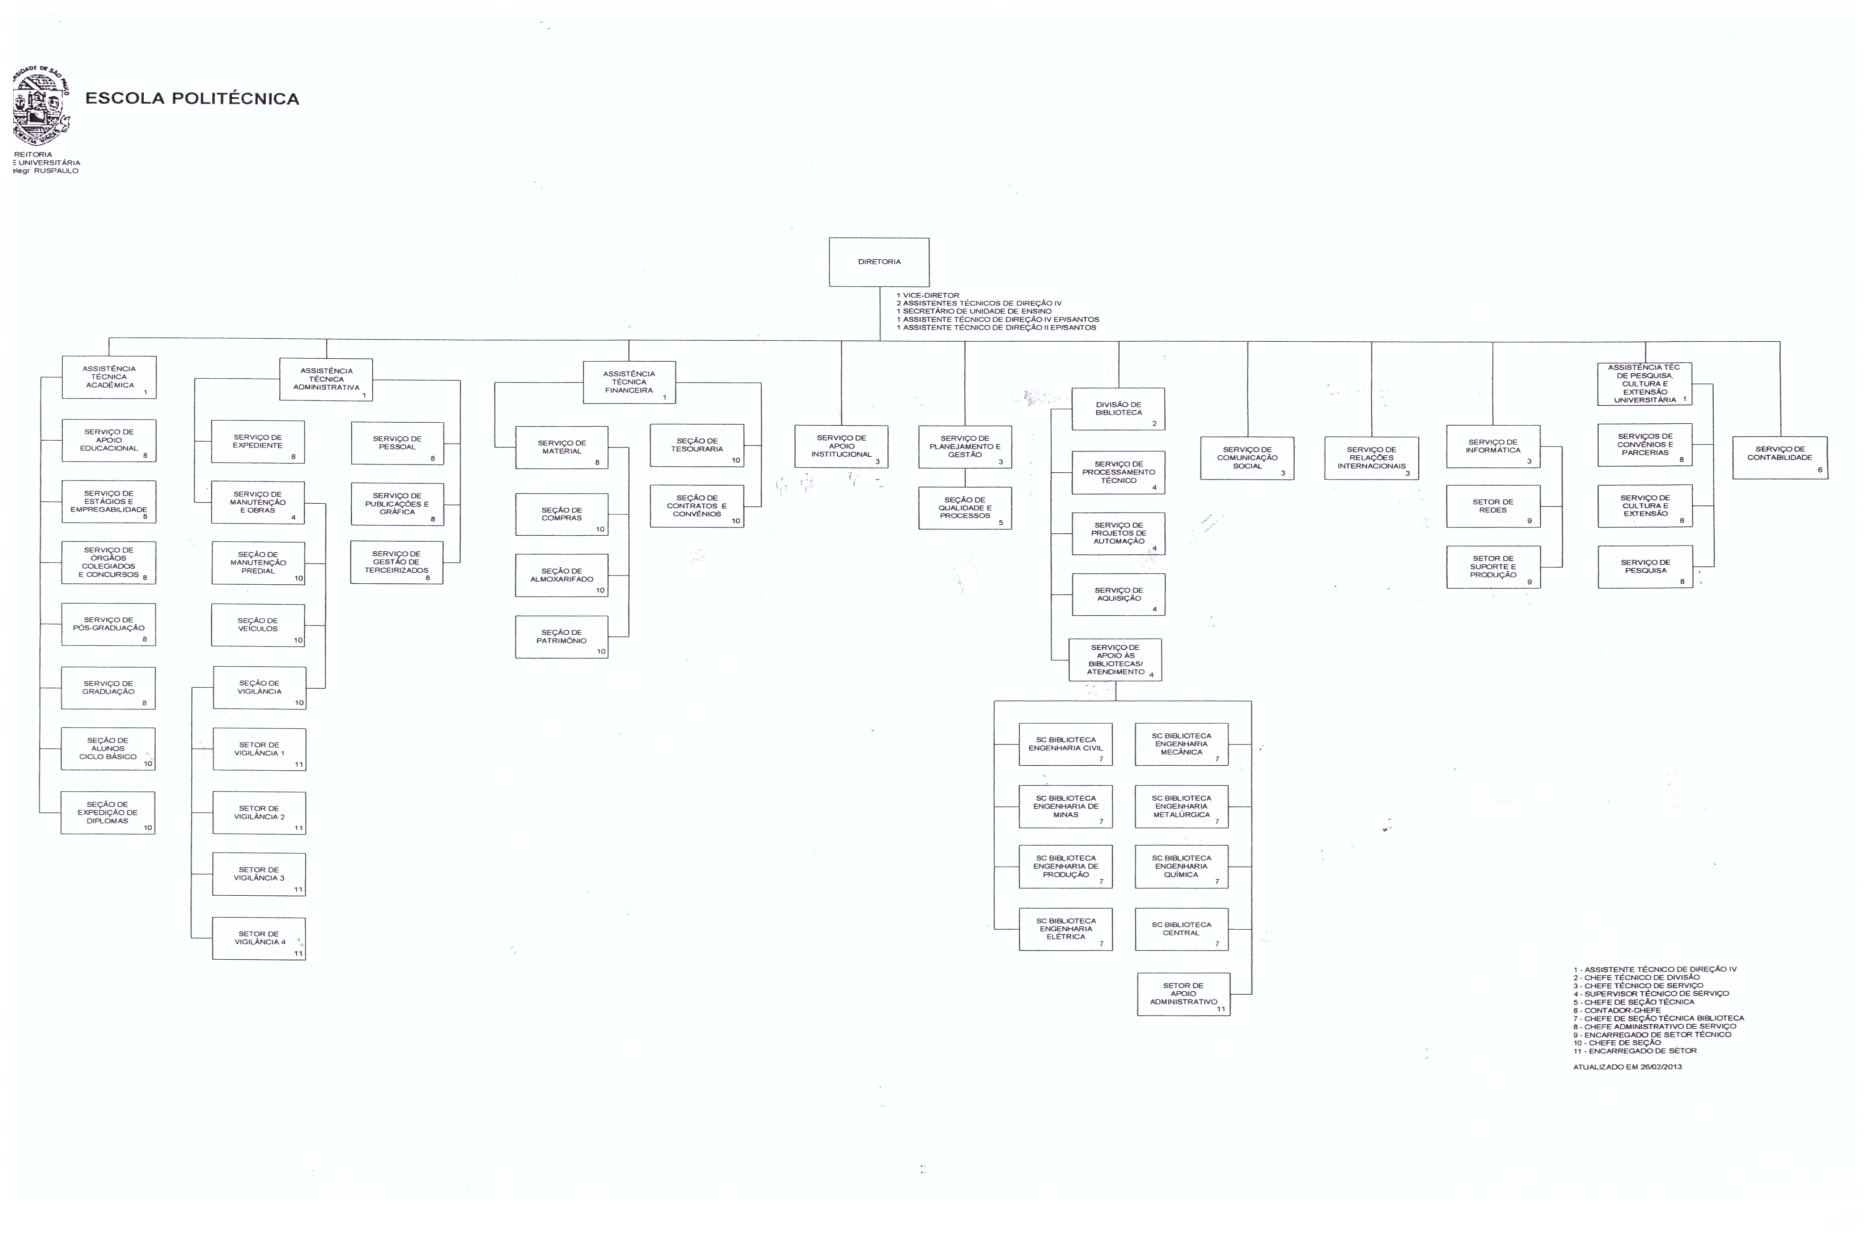 ESCOLA POLITÉCNICA
REITORIA
E UNIVERSITÁRIA
elegr RUSPAULO
DIRETORIA
1 VICE-DIRETOR
2 ASSISTENTES TÉCNICOS DE DIREÇÃO IV
1 SECRETÁRIO DE UNIDADE DE ENSINO
1 ASSISTENTE TÉCNICO DE DIREÇÃO IV EP/SANTOS
1 ASSISTENTE TÉCNICO DE DIREÇÃO II EP/SANTOS
ASSISTÊNCIA
TÉCNICA
ACADÊMICA
1
SERVIÇO DE
APOIO
EDUCACIONAL
8
SERVIÇO DE
ESTÁGIOS E
EMPREGABILIDADE
8
SERVIÇO DE
ÓRGÃOS
COLEGIADOS
E CONCURSOS
8
SERVIÇO DE
PÓS-GRADUAÇÃO
8
SERVIÇO DE
GRADUAÇÃO
8
SEÇÃO DE
ALUNOS
CICLO BÁSICO
10
SEÇÃO DE
EXPEDIÇÃO DE
DIPLOMAS
10
ASSISTÊNCIA
TÉCNICA
ADMINISTRATIVA
1
SERVIÇO DE
EXPEDIENTE
8
SERVIÇO DE
MANUTENÇÃO
E OBRAS
4
SEÇÃO DE
MANUTENÇÃO
PREDIAL
10
SEÇÃO DE
VEÍCULOS
10
SEÇÃO DE
VIGILÂNCIA
10
SETOR DE
VIGILÂNCIA 1
11
SETOR DE
VIGILÂNCIA 2
11
SETOR DE
VIGILÂNCIA 3
11
SETOR DE
VIGILÂNCIA 4
11
SERVIÇO DE
PESSOAL
8
SERVIÇO DE
PUBLICAÇÕES E
GRÁFICA
8
SERVIÇO DE
GESTÃO DE
TERCEIRIZADOS
8
ASSISTÊNCIA
TÉCNICA
FINANCEIRA
1
SERVIÇO DE
MATERIAL
8
SEÇÃO DE
COMPRAS
10
SEÇÃO DE
ALMOXARIFADO
10
SEÇÃO DE
PATRIMÔNIO
10
SEÇÃO DE
TESOURARIA
10
SEÇÃO DE
CONTRATOS E
CONVÊNIOS
10
SERVIÇO DE
APOIO
INSTITUCIONAL
3
SERVIÇO DE
PLANEJAMENTO E
GESTÃO
3
SEÇÃO DE
QUALIDADE E
PROCESSOS
5
DIVISÃO DE
BIBLIOTECA
2
SERVIÇO DE
PROCESSAMENTO
TÉCNICO
4
SERVIÇO DE
PROJETOS DE
AUTOMAÇÃO
4
SERVIÇO DE
AQUISIÇÃO
4
SERVIÇO DE
APOIO ÀS
BIBLIOTECAS/
ATENDIMENTO
4
SC BIBLIOTECA
ENGENHARIA CIVIL
7
SC BIBLIOTECA
ENGENHARIA DE
MINAS
7
SC BIBLIOTECA
ENGENHARIA DE
PRODUÇÃO
7
SC BIBLIOTECA
ENGENHARIA
ELÉTRICA
7
SC BIBLIOTECA
ENGENHARIA
MECÂNICA
7
SC BIBLIOTECA
ENGENHARIA
METALÚRGICA
7
SC BIBLIOTECA
ENGENHARIA
QUÍMICA
7
SC BIBLIOTECA
CENTRAL
7
SETOR DE
APOIO
ADMINISTRATIVO
11
SERVIÇO DE
COMUNICAÇÃO
SOCIAL
3
SERVIÇO DE
RELAÇÕES
INTERNACIONAIS
3
SERVIÇO DE
INFORMÁTICA
3
SETOR DE
REDES
9
SETOR DE
SUPORTE E
PRODUÇÃO
9
ASSISTÊNCIA TÉC
DE PESQUISA,
CULTURA E
EXTENSÃO
UNIVERSITÁRIA
1
SERVIÇOS DE
CONVÊNIOS E
PARCERIAS
8
SERVIÇO DE
CULTURA E
EXTENSÃO
8
SERVIÇO DE
PESQUISA
8
SERVIÇO DE
CONTABILIDADE
6
1 - ASSISTENTE TÉCNICO DE DIREÇÃO IV
2 - CHEFE TÉCNICO DE DIVISÃO
3 - CHEFE TÉCNICO DE SERVIÇO
4 - SUPERVISOR TÉCNICO DE SERVIÇO
5 - CHEFE DE SEÇÃO TÉCNICA
6 - CONTADOR-CHEFE
7 - CHEFE DE SEÇÃO TÉCNICA BIBLIOTECA
8 - CHEFE ADMINISTRATIVO DE SERVIÇO
9 - ENCARREGADO DE SETOR TÉCNICO
10 - CHEFE DE SEÇÃO
11 - ENCARREGADO DE SETOR
ATUALIZADO EM 26/02/2013